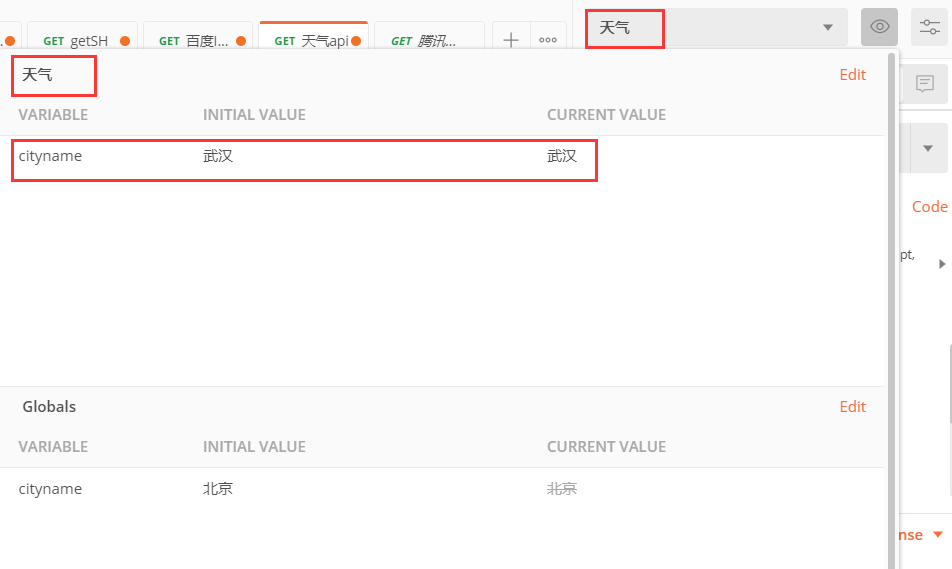 GET getSH GET 百度I... GET 天气api GET 腾讯... 天气
天气 Edit
VARIABLE INITIAL VALUE CURRENT VALUE
cityname 武汉 武汉
Code
pt,
Globals Edit
VARIABLE INITIAL VALUE CURRENT VALUE
cityname 北京 北京
nse